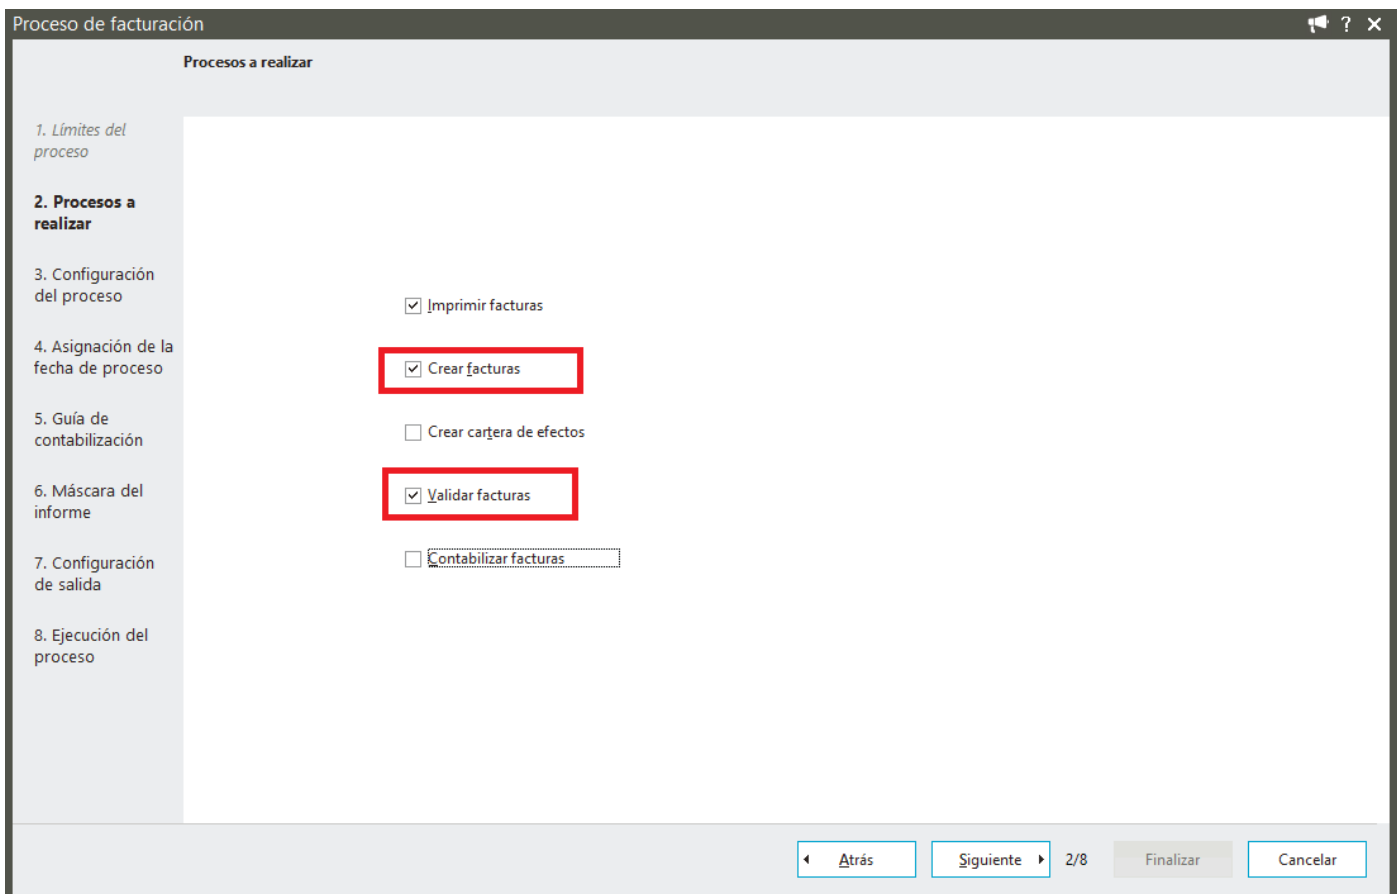 Proceso de facturación
?
Procesos a realizar
1. Límites del
proceso
2. Procesos a
realizar
3. Configuración
del proceso
4. Asignación de la
fecha de proceso
5. Guía de
contabilización
6. Máscara del
informe
7. Configuración
de salida
8. Ejecución del
proceso
Imprimir facturas
Crear facturas
Crear cartera de efectos
Validar facturas
Contabilizar facturas
Atrás
Siguiente
2/8
Finalizar
Cancelar